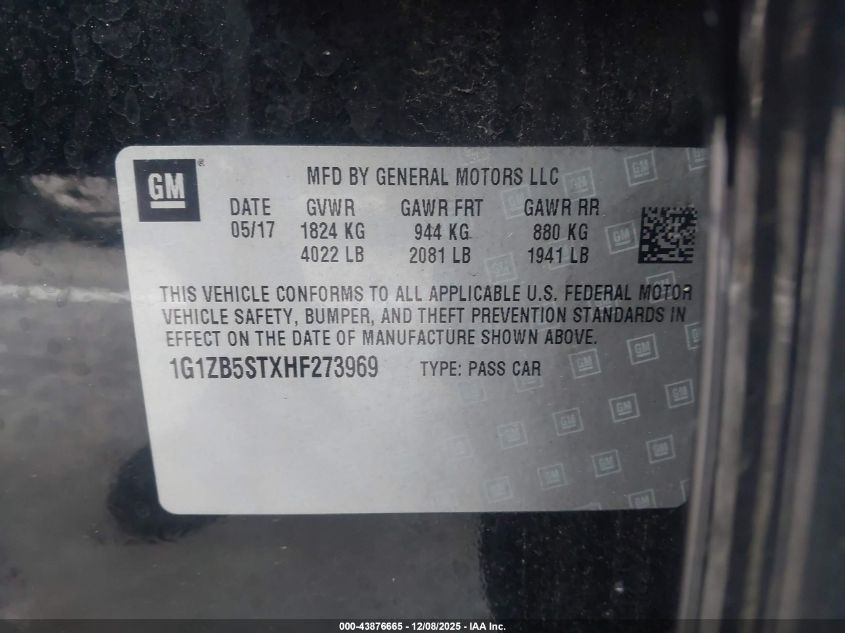 GM ®
MFD BY GENERAL MOTORS LLC
DATE GVWR GAWR FRT GAWR RR
05/17 1824 KG 944 KG 880 KG
4022 LB 2081 LB 1941 LB
THIS VEHICLE CONFORMS TO ALL APPLICABLE U.S. FEDERAL MOTOR
VEHICLE SAFETY, BUMPER, AND THEFT PREVENTION STANDARDS IN
EFFECT ON THE DATE OF MANUFACTURE SHOWN ABOVE.
1G1ZB5STXHF273969 TYPE: PASS CAR
000-43876665 - 12/08/2025 - IAA Inc.